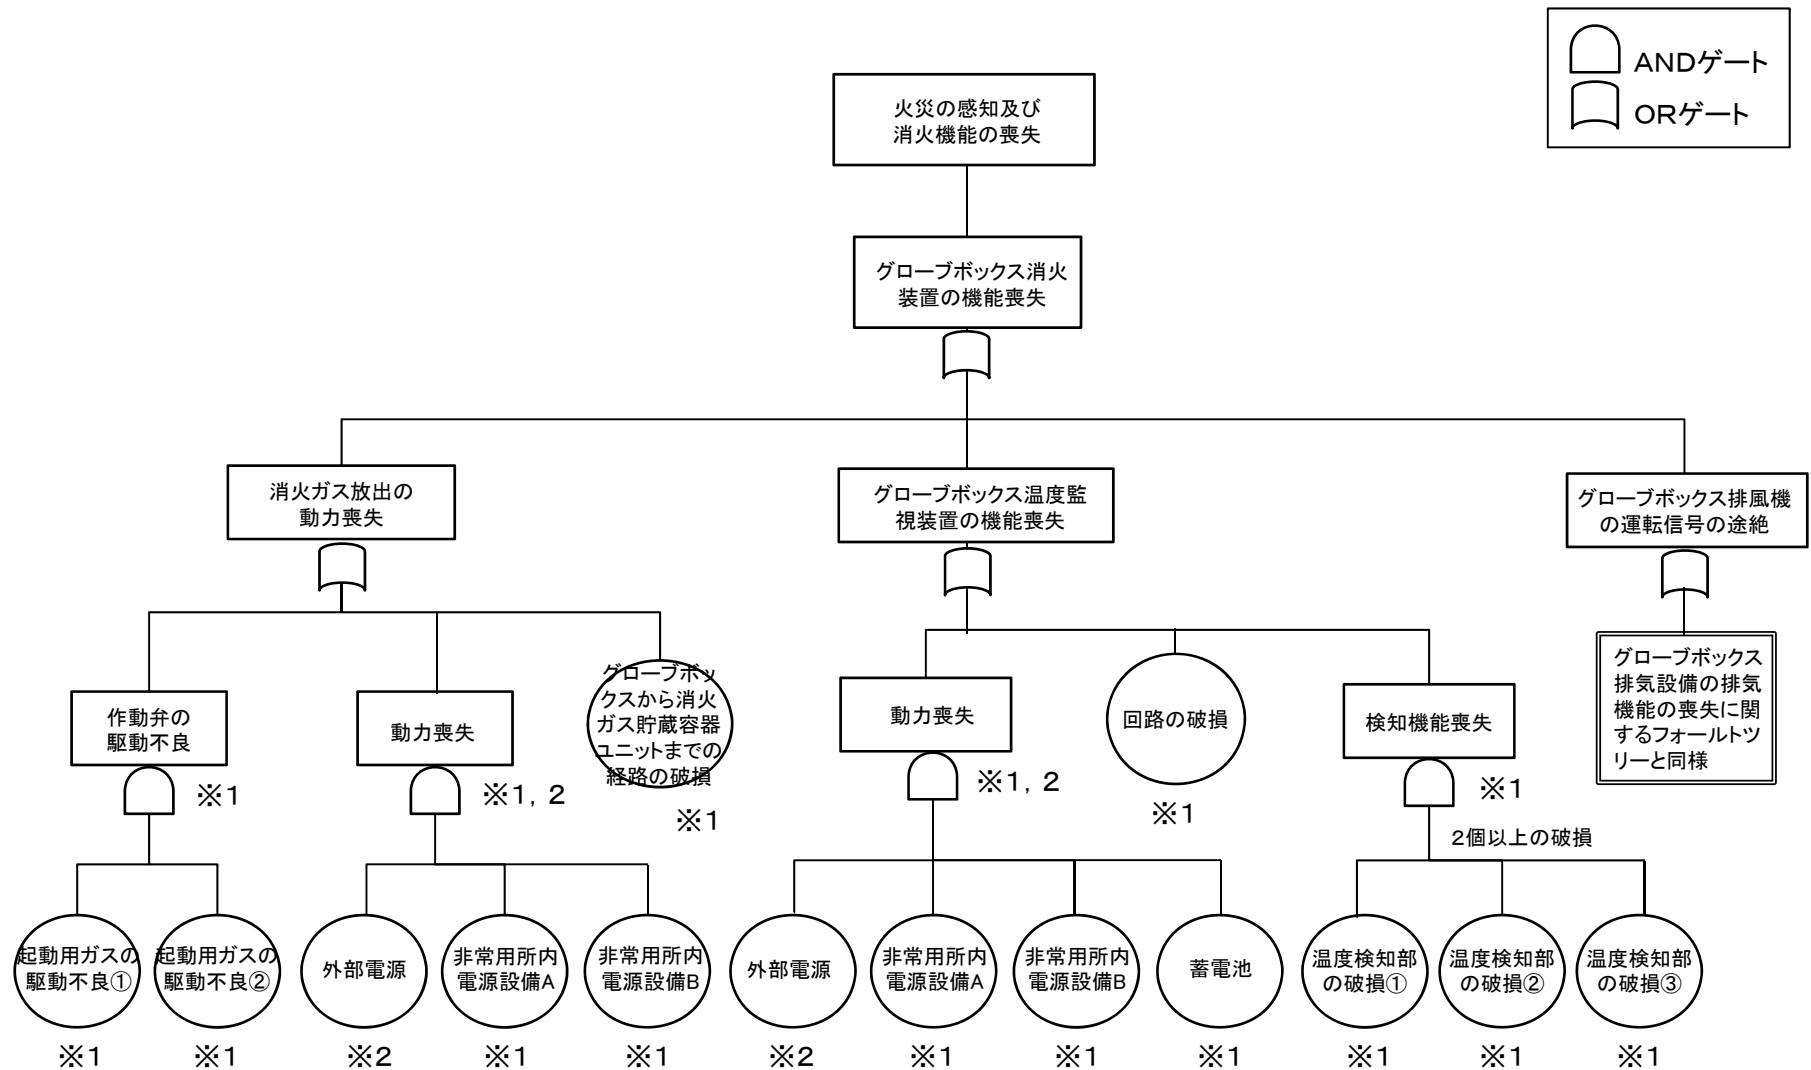 ANDゲート
ORゲート
火災の感知及び
消火機能の喪失
グローブボックス消火
装置の機能喪失
消火ガス放出の
動力喪失
グローブボックス温度監
視装置の機能喪失
グローブボックス排風機
の運転信号の途絶
作動弁の
駆動不良
※1
動力喪失
※1，2
グローブボッ
クスから消火
ガス貯蔵容器
ユニットまでの
経路の破損
※1
動力喪失
※1，2
回路の破損
※1
検知機能喪失
※1
2個以上の破損
グローブボックス
排気設備の排気
機能の喪失に関
するフォールトツ
リーと同様
起動用ガスの
駆動不良①
※1
起動用ガスの
駆動不良②
※1
外部電源
※2
非常用所内
電源設備A
※1
非常用所内
電源設備B
※1
外部電源
※2
非常用所内
電源設備A
※1
非常用所内
電源設備B
※1
蓄電池
※1
温度検知部
の破損①
※1
温度検知部
の破損②
※1
温度検知部
の破損③
※1